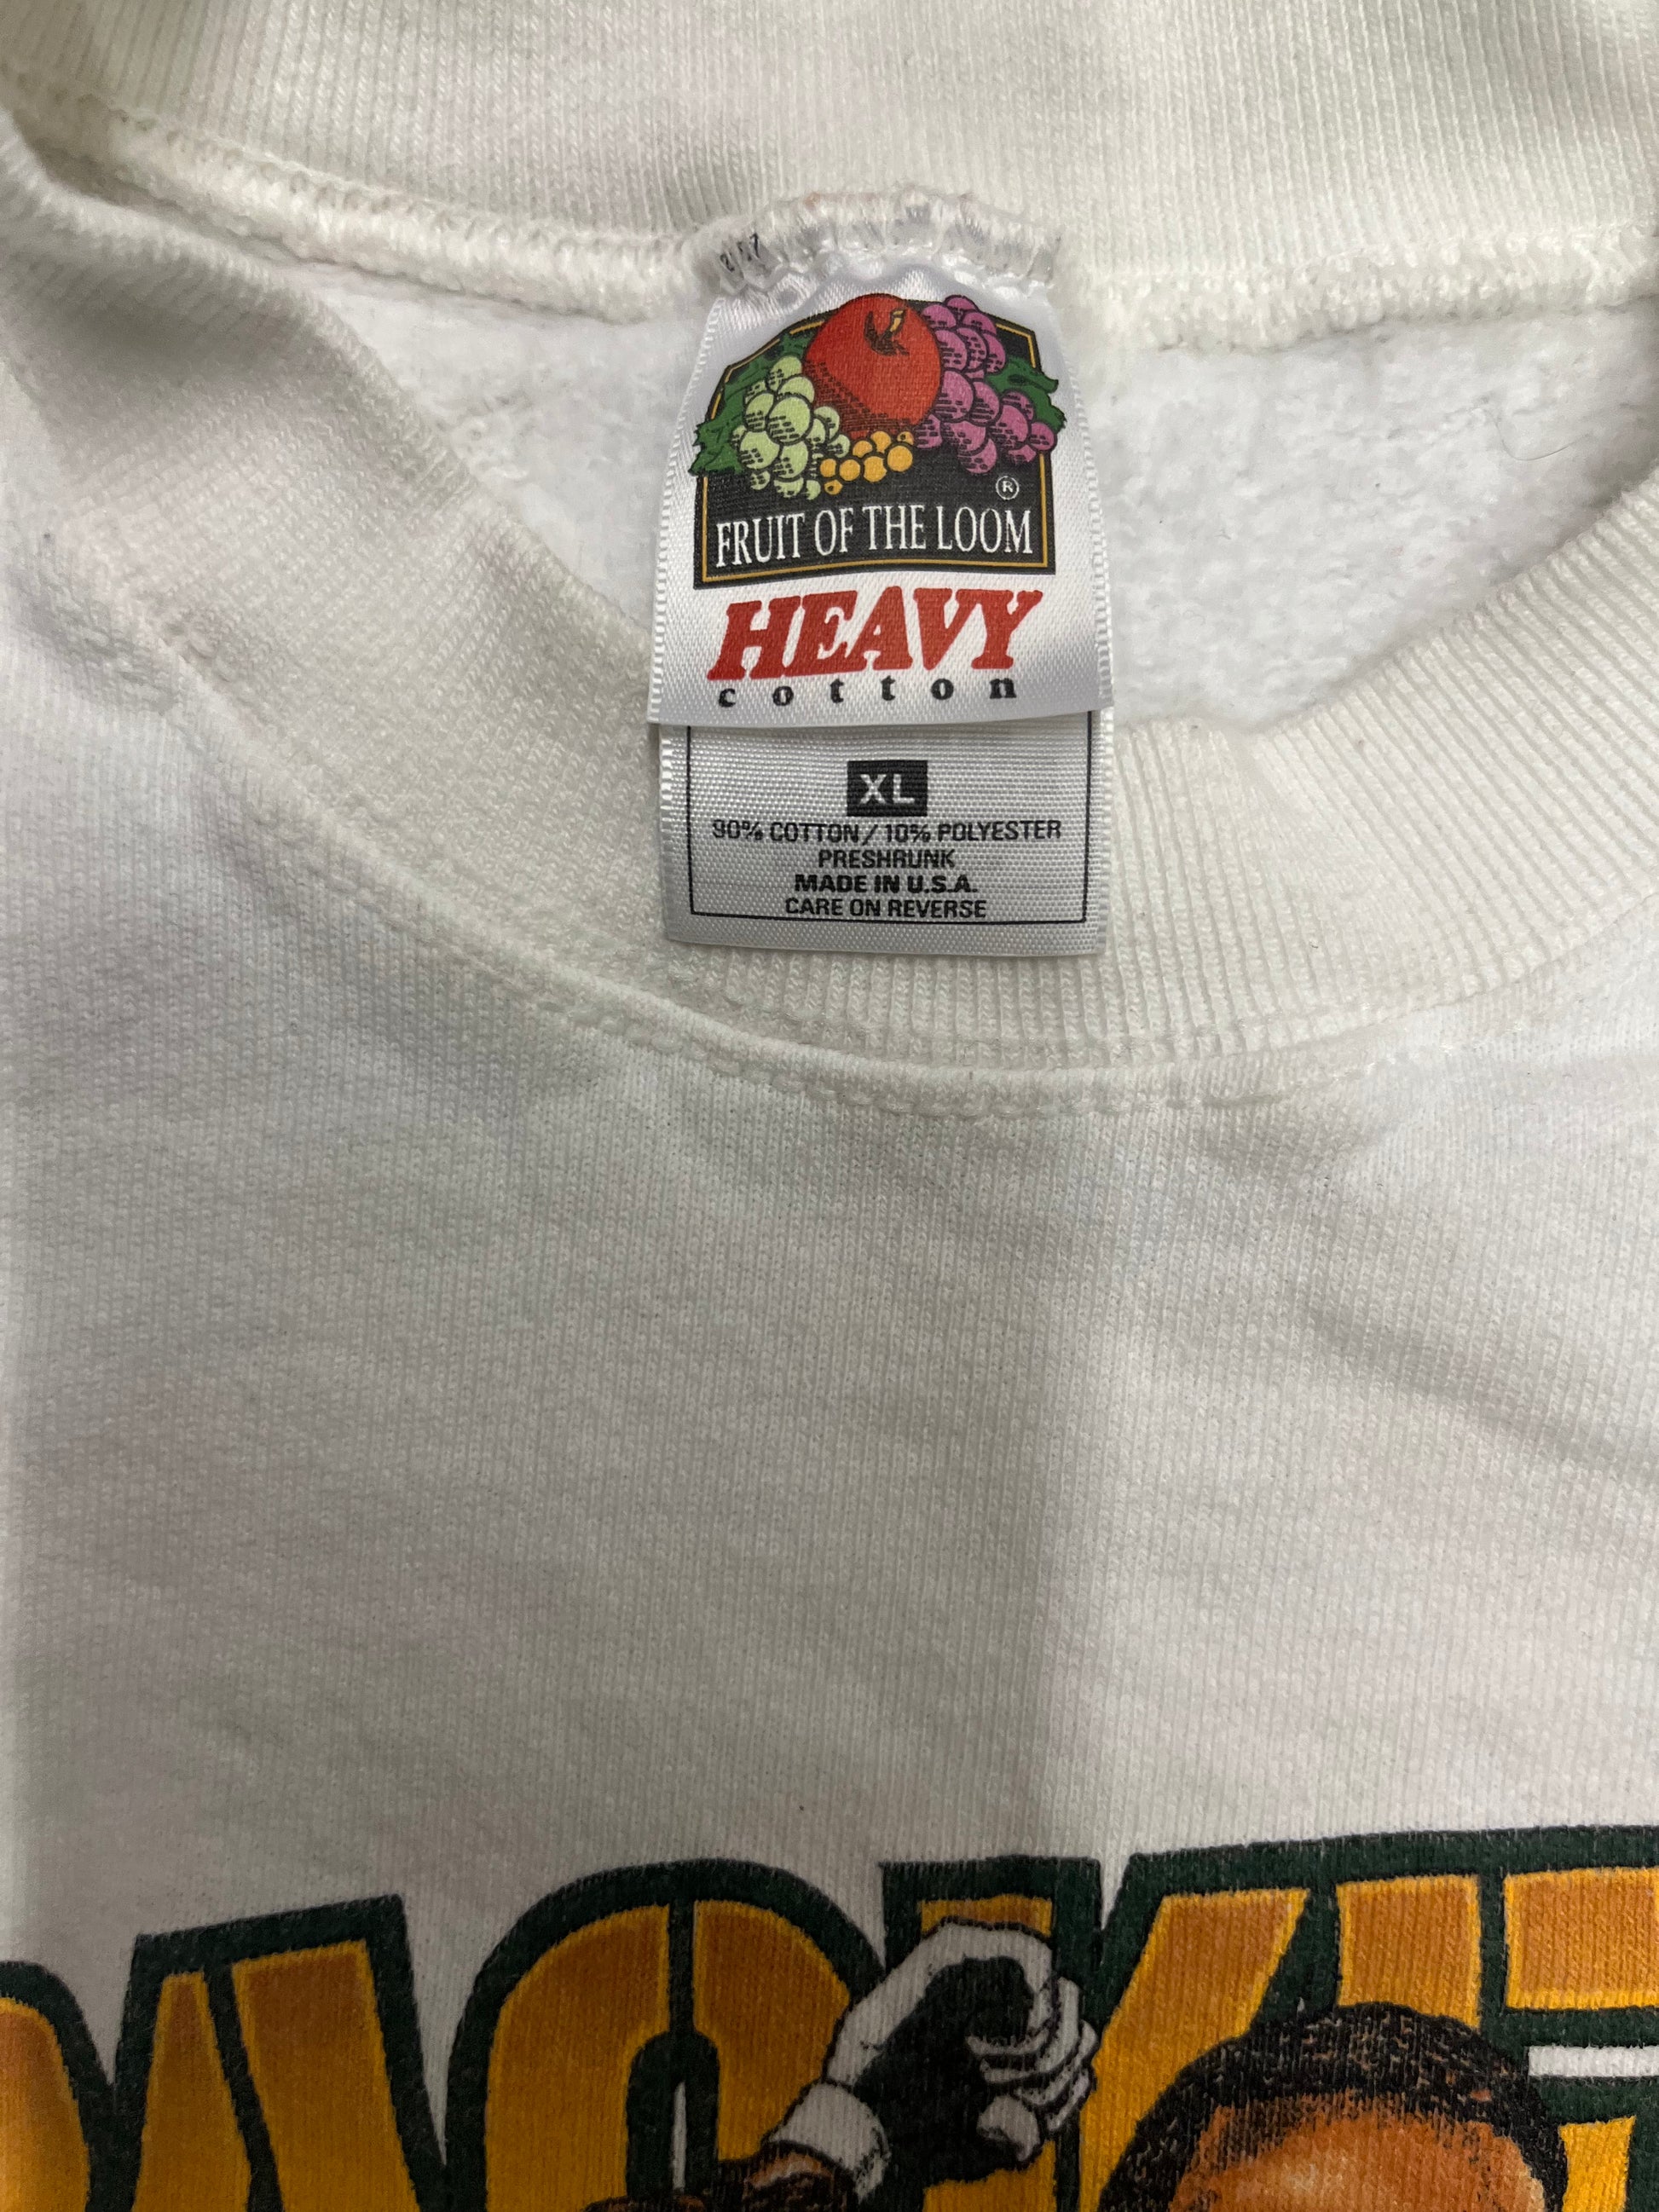 FRUIT OF THE LOOM
®
HEAVY
cotton
XL
90% COTTON / 10% POLYESTER
PRESHRUNK
MADE IN U.S.A.
CARE ON REVERSE